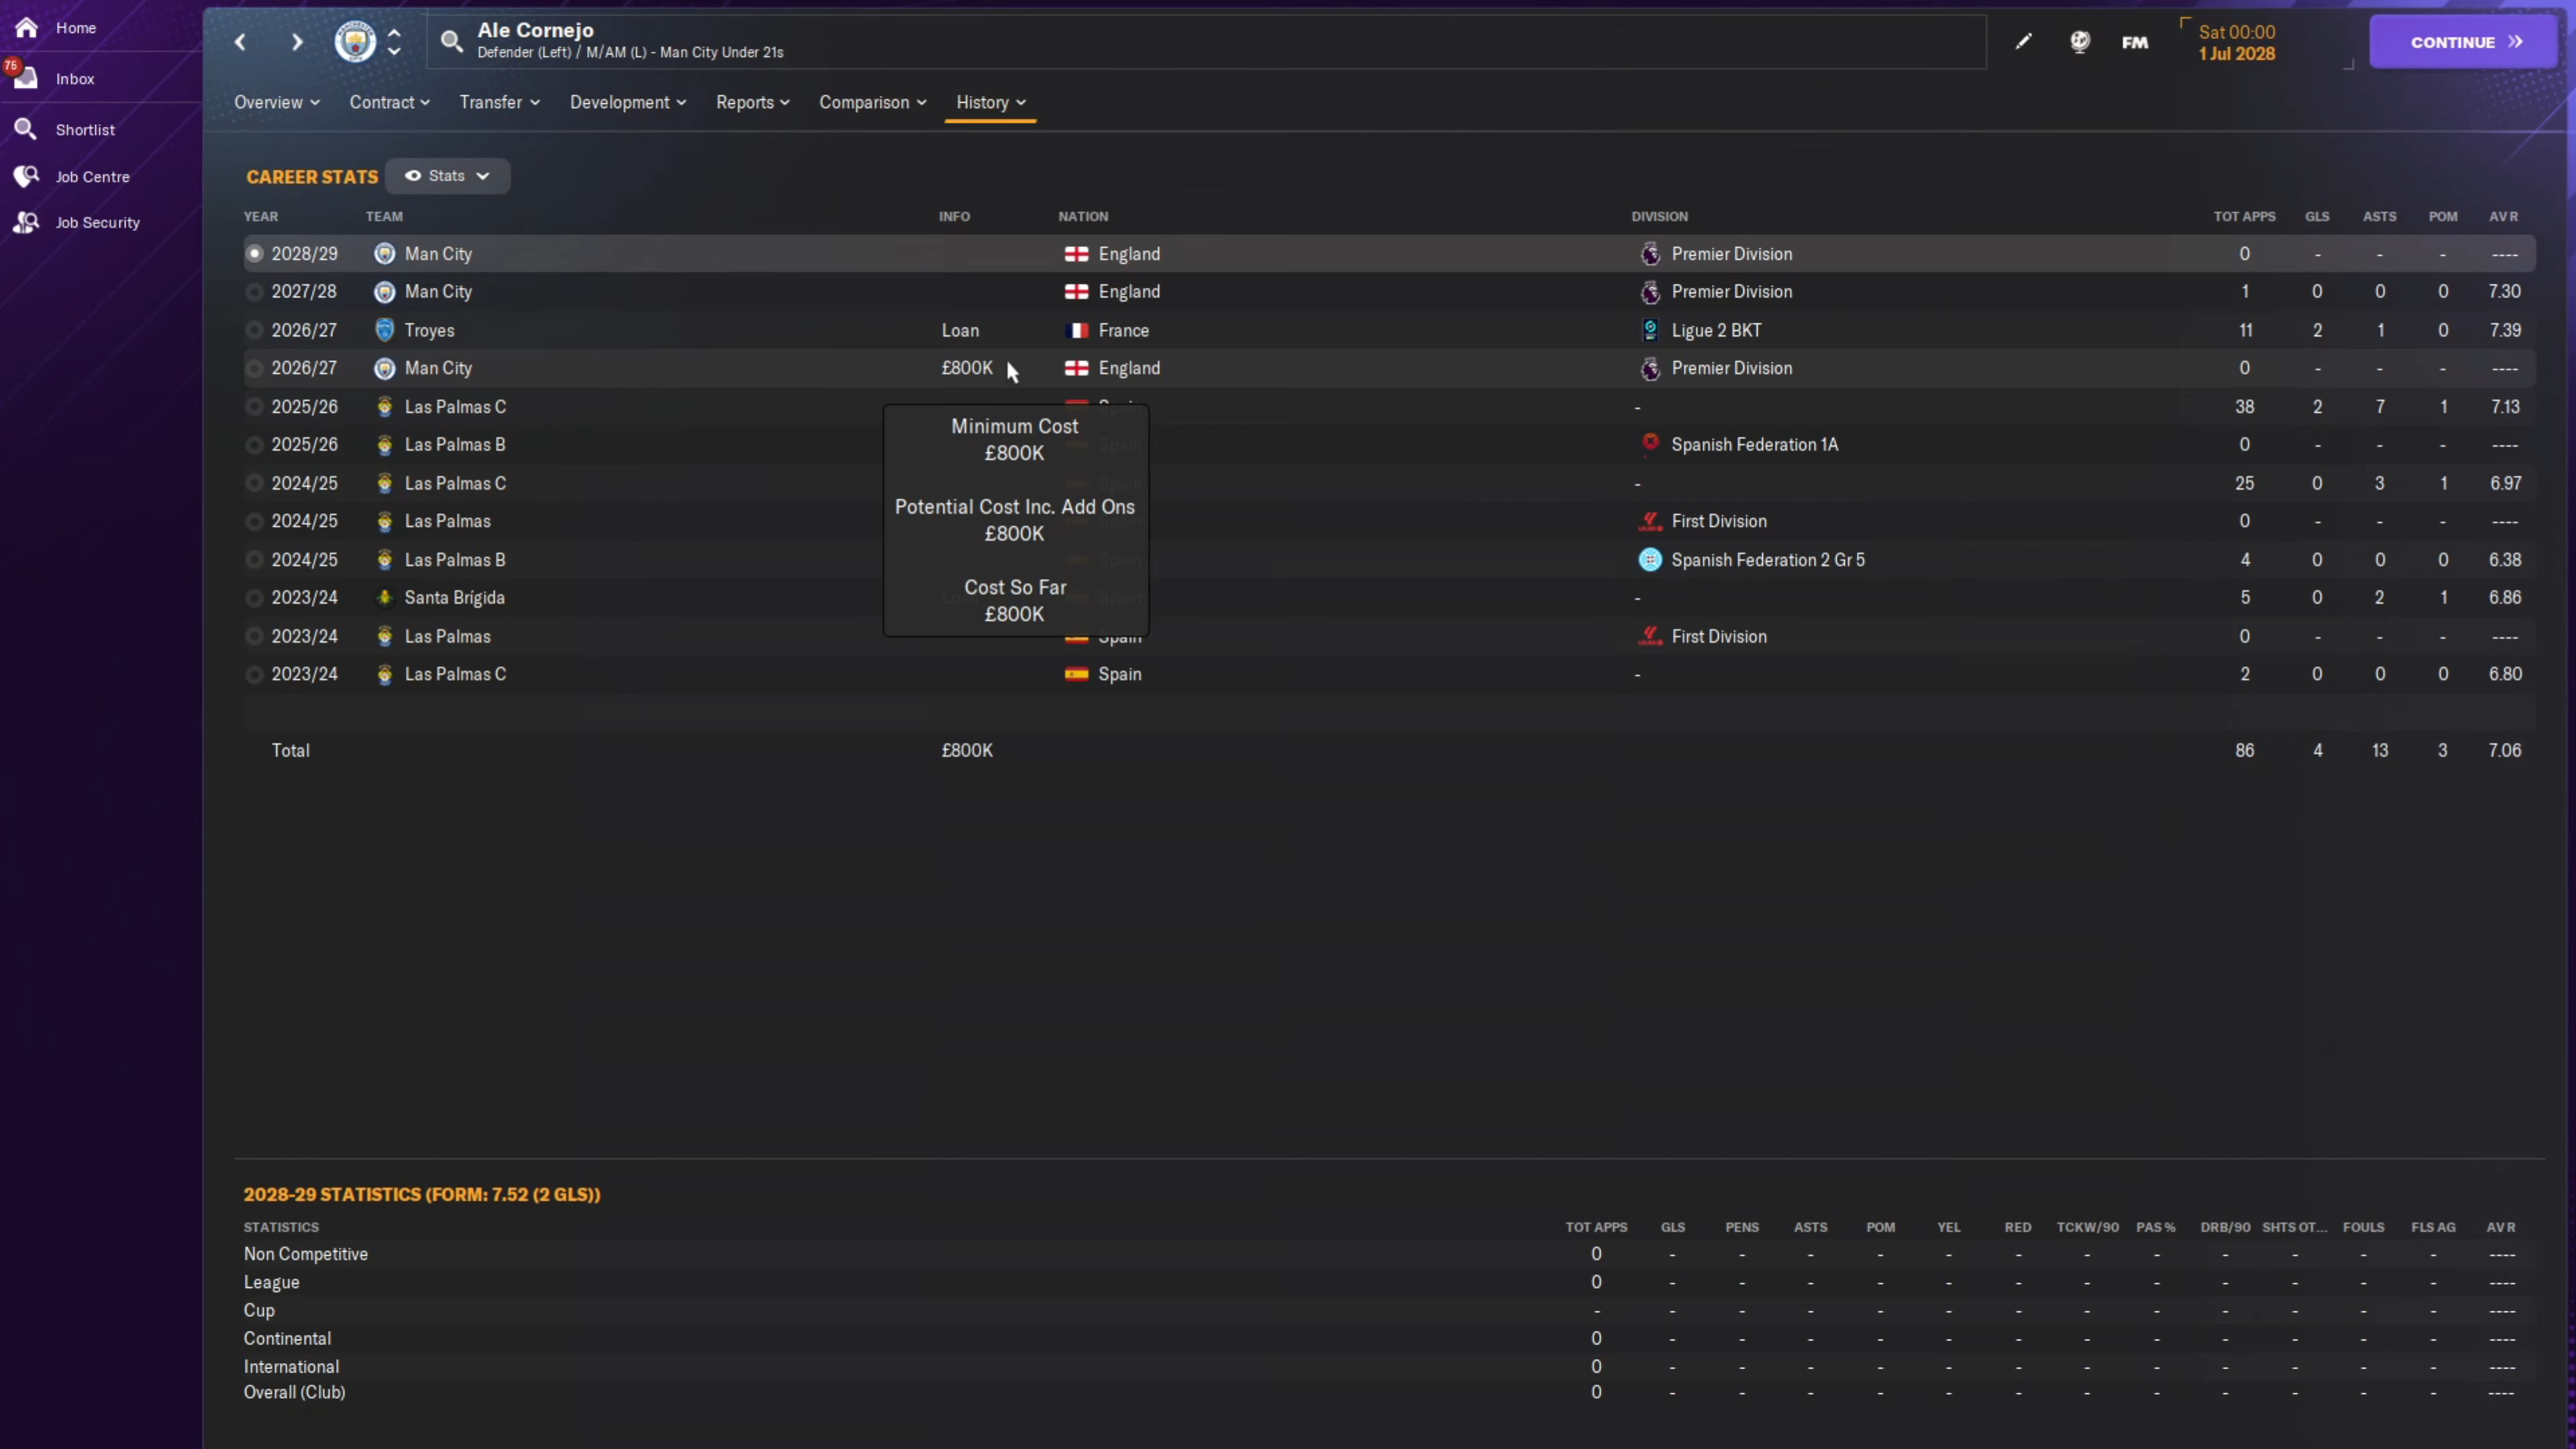 Home
75
Inbox
Shortlist
Job Centre
Job Security
Ale Cornejo
Defender (Left) / M/AM (L) - Man City Under 21s
FM
Sat 00:00
1 Jul 2028
CONTINUE
Overview Contract Transfer Development Reports Comparison History
CAREER STATS Stats
YEAR TEAM INFO NATION DIVISION TOT APPS GLS ASTS POM AV R
2028/29 Man City England Premier Division 0 - - - ----
2027/28 Man City England Premier Division 1 0 0 0 7.30
2026/27 Troyes Loan France Ligue 2 BKT 11 2 1 0 7.39
2026/27 Man City £800K England Premier Division 0 - - - ----
2025/26 Las Palmas C Spain - 38 2 7 1 7.13
2025/26 Las Palmas B Spain Spanish Federation 1A 0 - - - ----
2024/25 Las Palmas C Spain - 25 0 3 1 6.97
2024/25 Las Palmas Spain First Division 0 - - - ----
2024/25 Las Palmas B Spain Spanish Federation 2 Gr 5 4 0 0 0 6.38
2023/24 Santa Brígida Loan Spain - 5 0 2 1 6.86
2023/24 Las Palmas Spain First Division 0 - - - ----
2023/24 Las Palmas C Spain - 2 0 0 0 6.80
Minimum Cost
£800K
Potential Cost Inc. Add Ons
£800K
Cost So Far
£800K
Total £800K 86 4 13 3 7.06
2028-29 STATISTICS (FORM: 7.52 (2 GLS))
STATISTICS TOT APPS GLS PENS ASTS POM YEL RED TCKW/90 PAS % DRB/90 SHTS OT... FOULS FLS AG AV R
Non Competitive 0 - - - - - - - - - - - - ----
League 0 - - - - - - - - - - - - ----
Cup - - - - - - - - - - - - - ----
Continental 0 - - - - - - - - - - - - ----
International 0 - - - - - - - - - - - - ----
Overall (Club) 0 - - - - - - - - - - - - ----